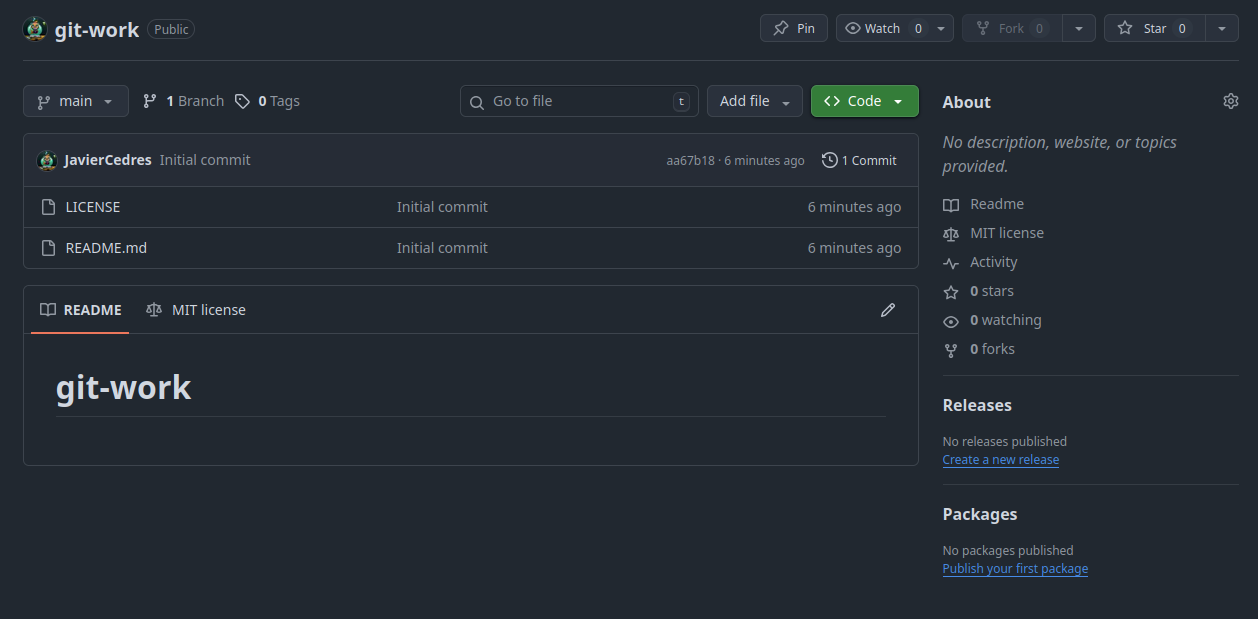 git-work Public Pin Watch 0 Fork 0 Star 0
main 1 Branch 0 Tags Go to file t Add file Code
JavierCedres Initial commit aa67b18 · 6 minutes ago 1 Commit
LICENSE Initial commit 6 minutes ago
README.md Initial commit 6 minutes ago
README MIT license
git-work
About
No description, website, or topics
provided.
Readme
MIT license
Activity
0 stars
0 watching
0 forks
Releases
No releases published
Create a new release
Packages
No packages published
Publish your first package